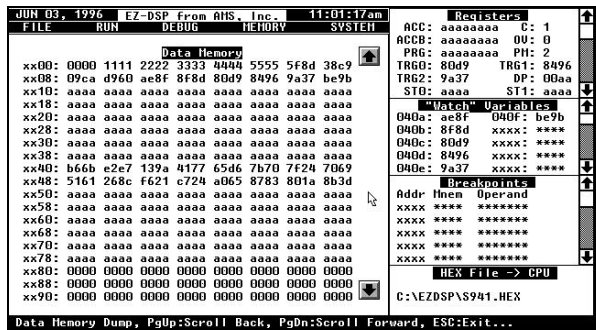 JUN 03, 1996 EZ-DSP from AMS, Inc. 11:01:17am
FILE RUN DEBUG MEMORY SYSTEM
Data Memory
xx00: 0000 1111 2222 3333 4444 5555 5f8d 38c9
xx08: 09ca d960 ae8f 8f8d 80d9 8496 9a37 be9b
xx10: aaaa aaaa aaaa aaaa aaaa aaaa aaaa aaaa
xx18: aaaa aaaa aaaa aaaa aaaa aaaa aaaa aaaa
xx20: aaaa aaaa aaaa aaaa aaaa aaaa aaaa aaaa
xx28: aaaa aaaa aaaa aaaa aaaa aaaa aaaa aaaa
xx30: aaaa aaaa aaaa aaaa aaaa aaaa aaaa aaaa
xx38: aaaa aaaa aaaa aaaa aaaa aaaa aaaa aaaa
xx40: b66b e2e7 139a 4177 65d6 7b70 7f24 7069
xx48: 5161 268c f621 c724 a065 8783 801a 8b3d
xx50: aaaa aaaa aaaa aaaa aaaa aaaa aaaa aaaa
xx58: aaaa aaaa aaaa aaaa aaaa aaaa aaaa aaaa
xx60: aaaa aaaa aaaa aaaa aaaa aaaa aaaa aaaa
xx68: aaaa aaaa aaaa aaaa aaaa aaaa aaaa aaaa
xx70: aaaa aaaa aaaa aaaa aaaa aaaa aaaa aaaa
xx78: aaaa aaaa aaaa aaaa aaaa aaaa aaaa aaaa
xx80: 0000 0000 0000 0000 0000 0000 0000 0000
xx88: 0000 0000 0000 0000 0000 0000 0000 0000
xx90: 0000 0000 0000 0000 0000 0000 0000 0000
Registers
ACC: aaaaaaaa C: 1
ACCB: aaaaaaaa OV: 0
PRG: aaaaaaaa PM: 2
TRG0: 80d9 TRG1: 8496
TRG2: 9a37 DP: 00aa
ST0: aaaa ST1: aaaa
"Watch" Variables
040a: ae8f 040f: be9b
040b: 8f8d xxxx: ****
040c: 80d9 xxxx: ****
040d: 8496 xxxx: ****
040e: 9a37 xxxx: ****
Breakpoints
Addr Mnem Operand
xxxx **** *******
xxxx **** *******
xxxx **** *******
xxxx **** *******
xxxx **** *******
HEX File -> CPU
C:\EZDSP\S941.HEX
Data Memory Dump, PgUp:Scroll Back, PgDn:Scroll Forward, ESC:Exit...